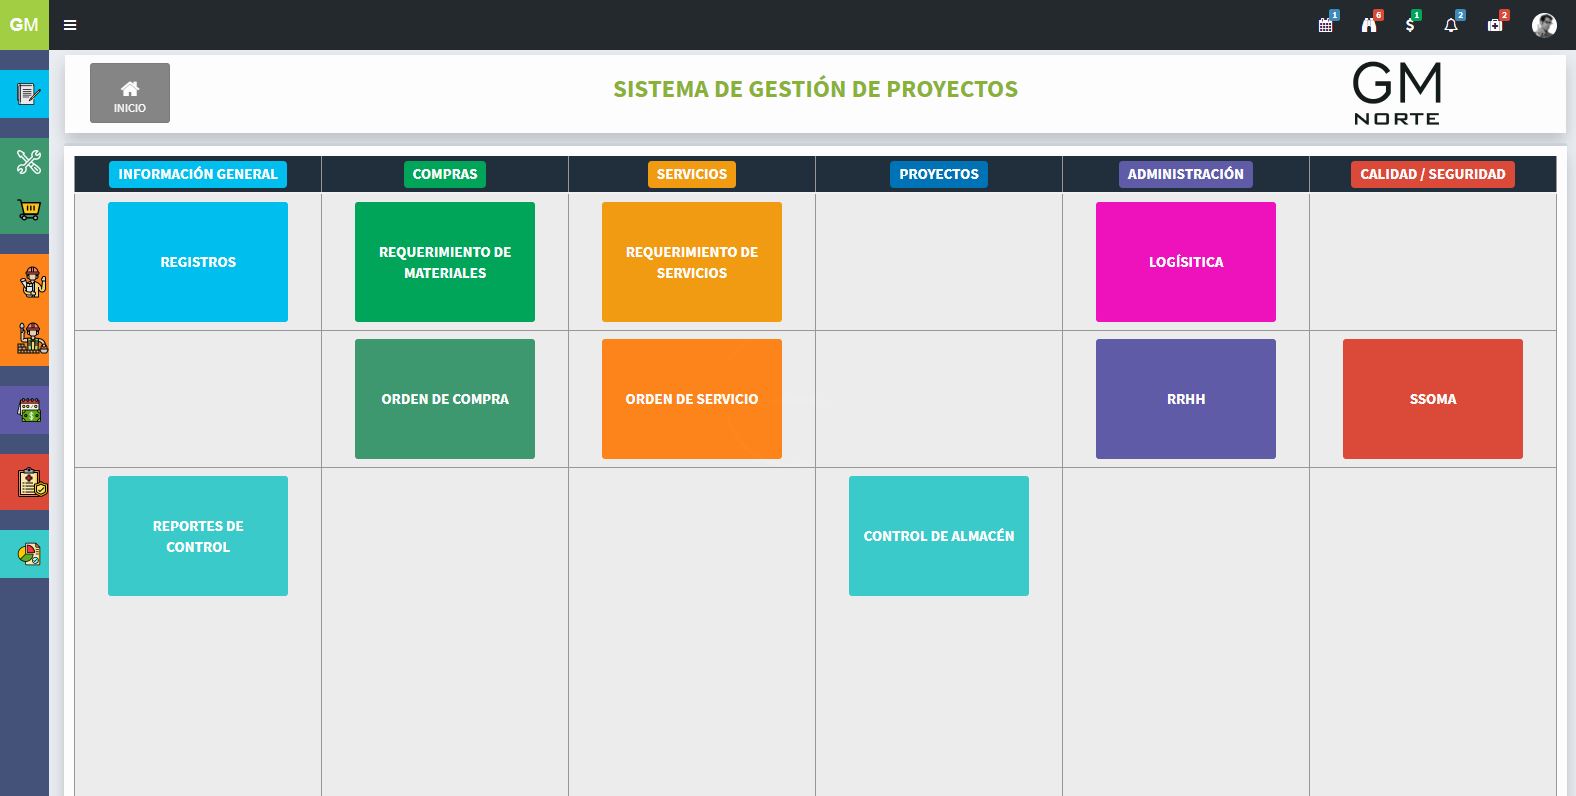 GM
1
6
1
2
2
INICIO
SISTEMA DE GESTIÓN DE PROYECTOS
GM
NORTE
INFORMACIÓN GENERAL
COMPRAS
SERVICIOS
PROYECTOS
ADMINISTRACIÓN
CALIDAD / SEGURIDAD
REGISTROS
REQUERIMIENTO DE
MATERIALES
REQUERIMIENTO DE
SERVICIOS
LOGÍSITICA
ORDEN DE COMPRA
ORDEN DE SERVICIO
RRHH
SSOMA
REPORTES DE
CONTROL
CONTROL DE ALMACÉN